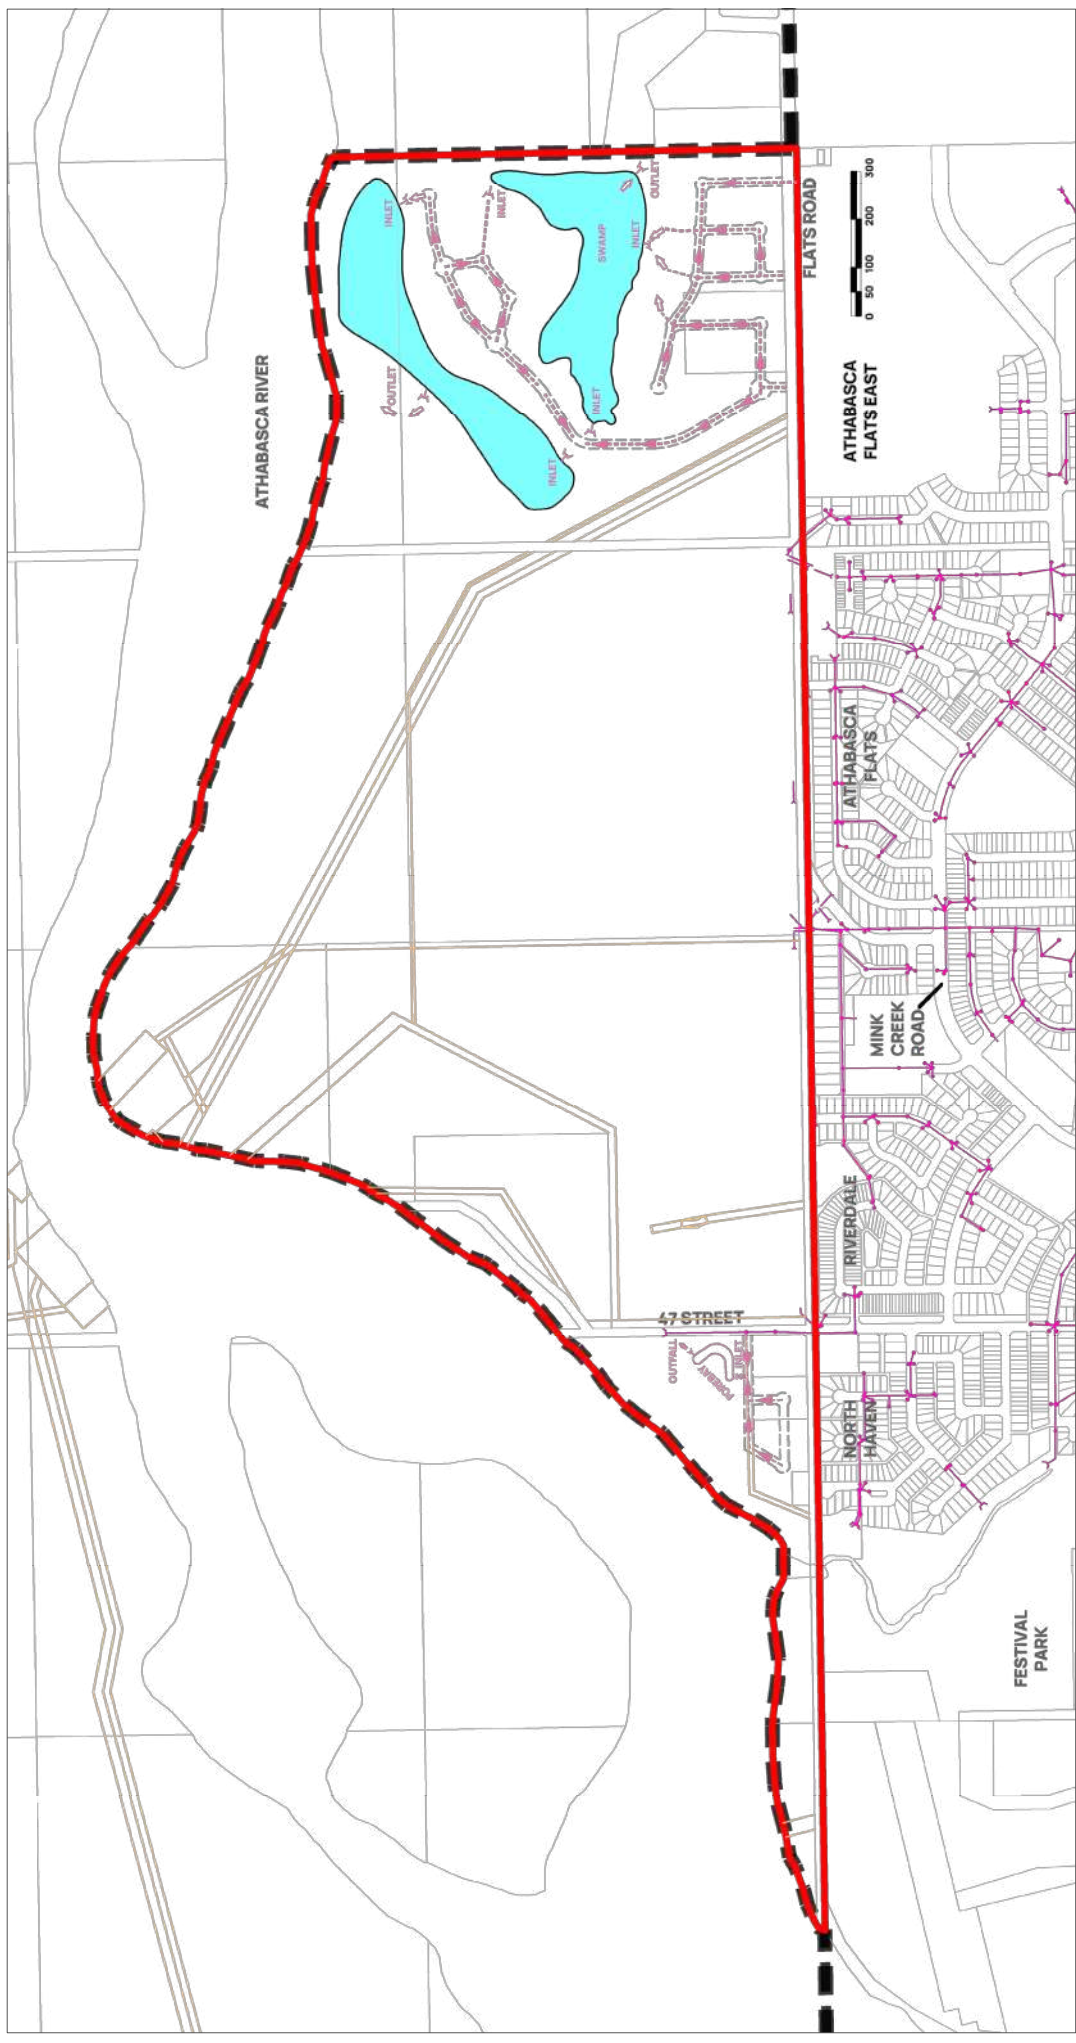 ATHABASCA RIVER
INLET
INLET
OUTLET
SWAMP
INLET
OUTLET
INLET
INLET
FLATS ROAD
0 50 100 200 300
ATHABASCA
FLATS EAST
ATHABASCA
FLATS
MINK
CREEK
ROAD
RIVERDALE
47 STREET
OUTFALL
FOREBAY
INLET
NORTH
HAVEN
FESTIVAL
PARK